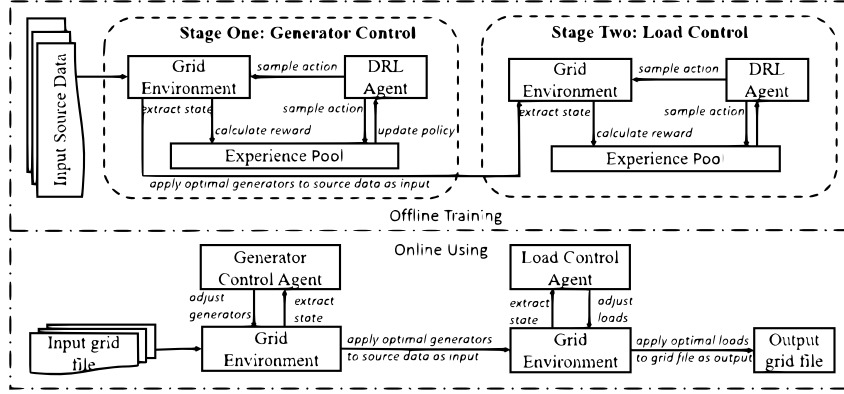 Stage One: Generator Control
Input Source Data
Grid
Environment
sample action
DRL
Agent
extract state
sample action
calculate reward
update policy
Experience Pool
apply optimal generators to source data as input
Stage Two: Load Control
Grid
Environment
sample action
DRL
Agent
extract state
sample action
calculate reward
Experience Pool
Offline Training
Online Using
Generator
Control Agent
adjust
generators
extract
state
Input grid
file
Grid
Environment
apply optimal generators
to source data as input
Load Control
Agent
extract
state
adjust
loads
Grid
Environment
apply optimal loads
to grid file as output
Output
grid file